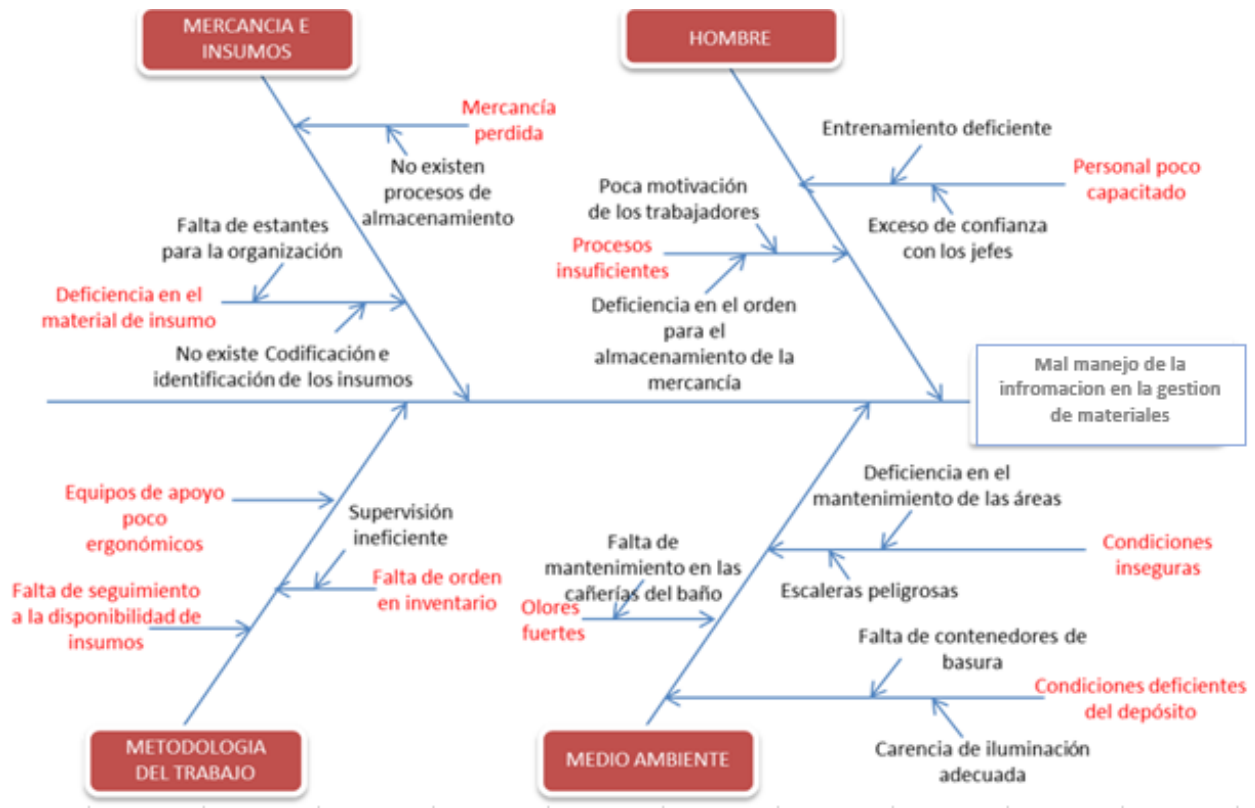 MERCANCIA E
INSUMOS
HOMBRE
Mercancía
perdida
No existen
procesos de
almacenamiento
Falta de estantes
para la organización
Deficiencia en el
material de insumo
No existe Codificación e
identificación de los insumos
Entrenamiento deficiente
Personal poco
capacitado
Exceso de confianza
con los jefes
Poca motivación
de los trabajadores
Procesos
insuficientes
Deficiencia en el orden
para el
almacenamiento de la
mercancía
Mal manejo de la
infromacion en la gestion
de materiales
Equipos de apoyo
poco
ergonómicos
Supervisión
ineficiente
Falta de orden
en inventario
Falta de seguimiento
a la disponibilidad de
insumos
Deficiencia en el
mantenimiento de las áreas
Condiciones
inseguras
Escaleras peligrosas
Falta de
mantenimiento en las
cañerías del baño
Olores
fuertes
Falta de contenedores de
basura
Condiciones deficientes
del depósito
Carencia de iluminación
adecuada
METODOLOGIA
DEL TRABAJO
MEDIO AMBIENTE